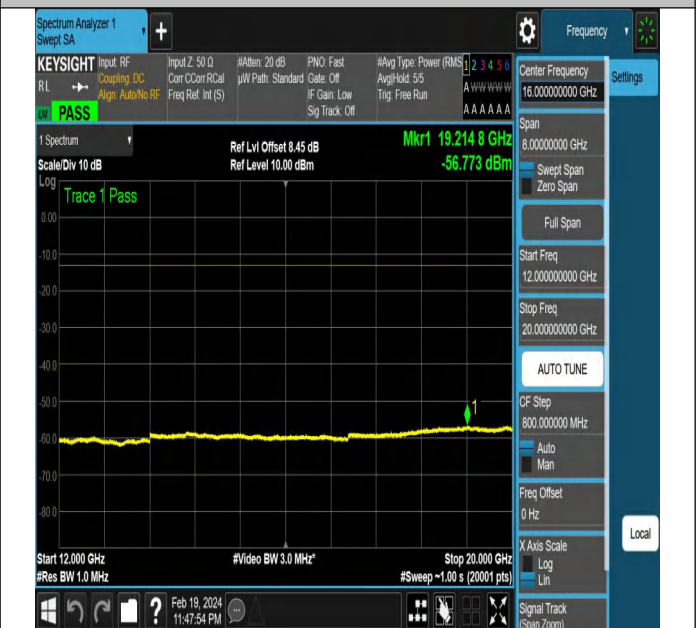 Spectrum Analyzer 1
Swept SA
+
Frequency
KEYSIGHT
RL
PASS
Input: RF
Coupling: DC
Align: Auto/No RF
Input Z: 50 Ω
Corr CCorr RCal
Freq Ref: Int (S)
#Atten: 20 dB
µW Path: Standard
PNO: Fast
Gate: Off
IF Gain: Low
Sig Track: Off
#Avg Type: Power (RMS
Avg|Hold: 5/5
Trig: Free Run
1 2 3 4 5 6
A W W W W W
A A A A A A
Center Frequency
16.000000000 GHz
Settings
1 Spectrum
Scale/Div 10 dB
Ref Lvl Offset 8.45 dB
Ref Level 10.00 dBm
Mkr1 19.214 8 GHz
-56.773 dBm
Log
Trace 1 Pass
0.00
-10.0
-20.0
-30.0
-40.0
-50.0
-60.0
-70.0
-80.0
1
Start 12.000 GHz
#Res BW 1.0 MHz
#Video BW 3.0 MHz*
Stop 20.000 GHz
#Sweep ~1.00 s (20001 pts)
Span
8.00000000 GHz
Swept Span
Zero Span
Full Span
Start Freq
12.000000000 GHz
Stop Freq
20.000000000 GHz
AUTO TUNE
CF Step
800.000000 MHz
Auto
Man
Freq Offset
0 Hz
X Axis Scale
Log
Lin
Signal Track
(Span Zoom)
Local
?
Feb 19, 2024
11:47:54 PM